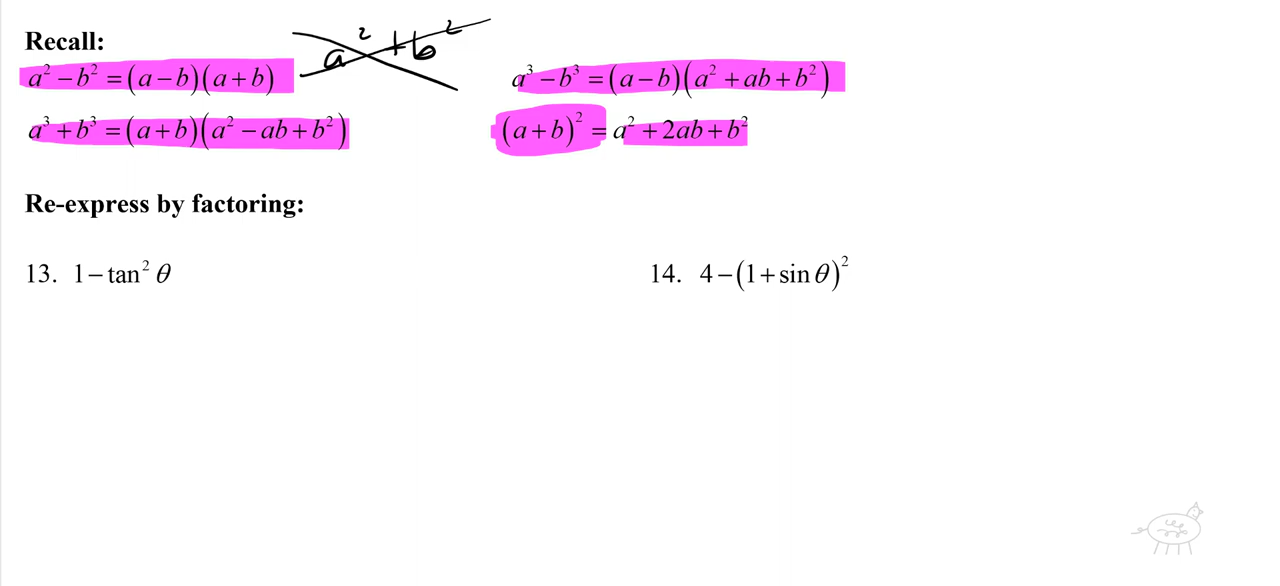 Recall:
a² + b²
a² − b² = (a − b)(a + b)
a³ − b³ = (a − b)(a² + ab + b²)
a³ + b³ = (a + b)(a² − ab + b²)
(a + b)² = a² + 2ab + b²
Re-express by factoring:
13. 1 − tan² θ
14. 4 − (1 + sin θ)²